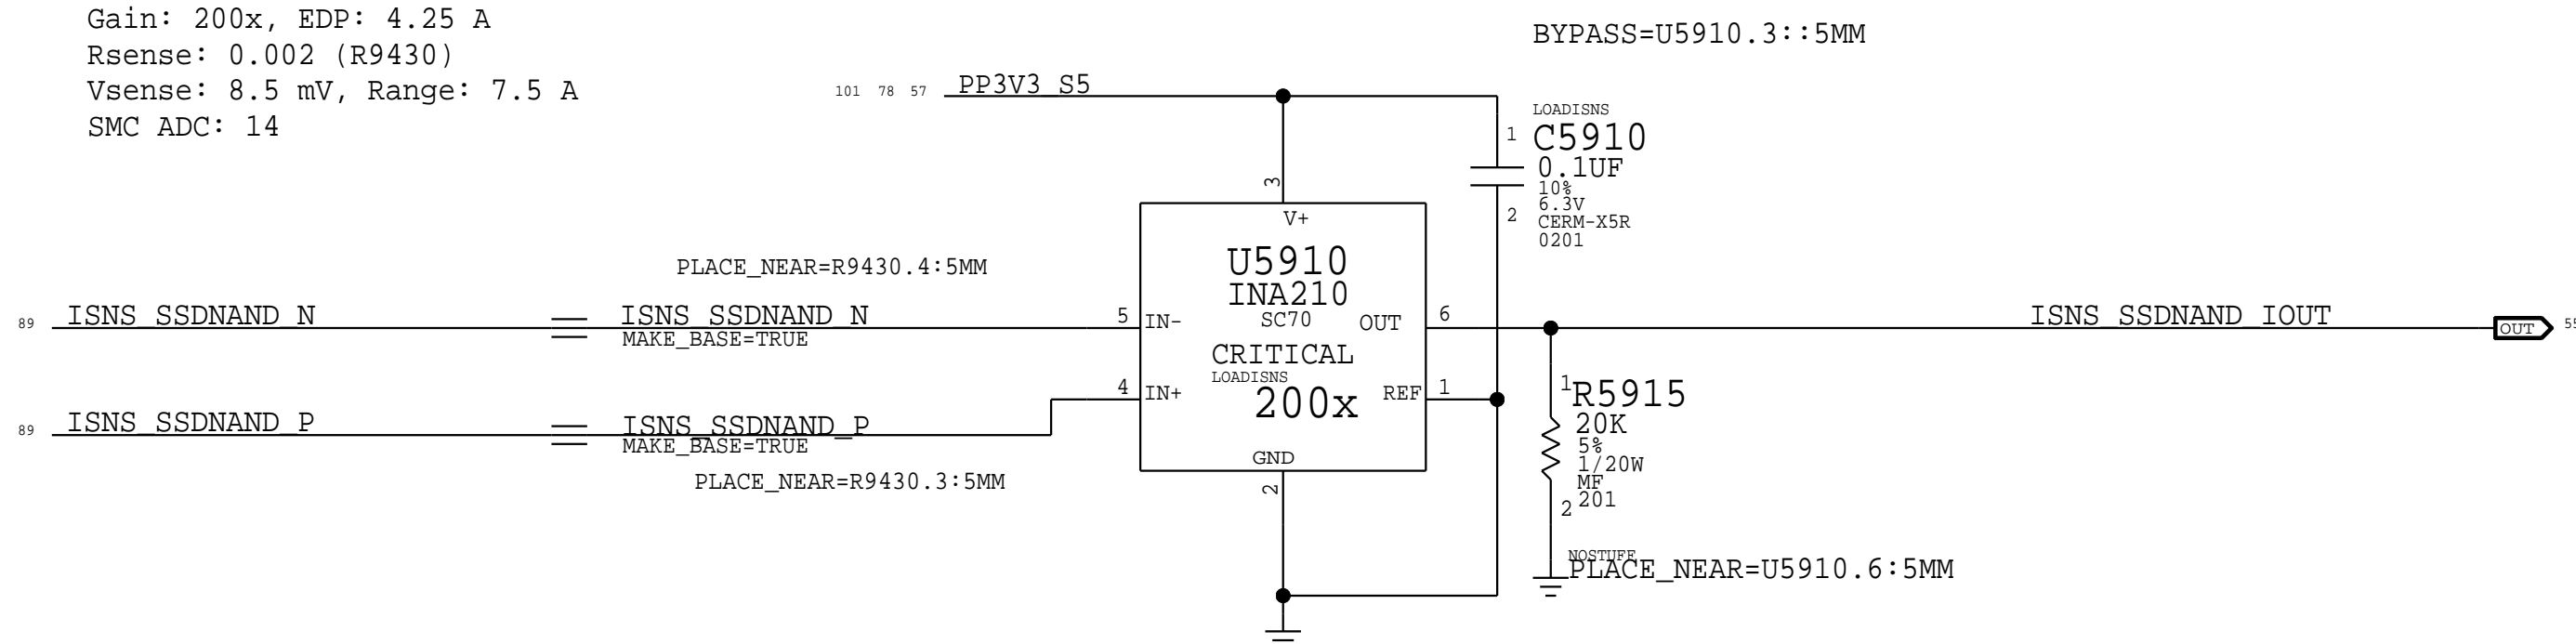 Gain: 200x, EDP: 4.25 A
Rsense: 0.002 (R9430)
Vsense: 8.5 mV, Range: 7.5 A
SMC ADC: 14
BYPASS=U5910.3::5MM
101 78 57 PP3V3_S5
LOADISNS
1 C5910
0.1UF
10%
6.3V
2 CERM-X5R
0201
3
V+
U5910
INA210
SC70
CRITICAL
LOADISNS
200x
GND
2
PLACE_NEAR=R9430.4:5MM
89 ISNS_SSDNAND_N ISNS_SSDNAND_N 5 IN- OUT 6 ISNS_SSDNAND_IOUT OUT 55
MAKE_BASE=TRUE
4 IN+ REF 1
89 ISNS_SSDNAND_P ISNS_SSDNAND_P
MAKE_BASE=TRUE
PLACE_NEAR=R9430.3:5MM
1 R5915
20K
5%
1/20W
MF
2 201
NOSTUFF
PLACE_NEAR=U5910.6:5MM